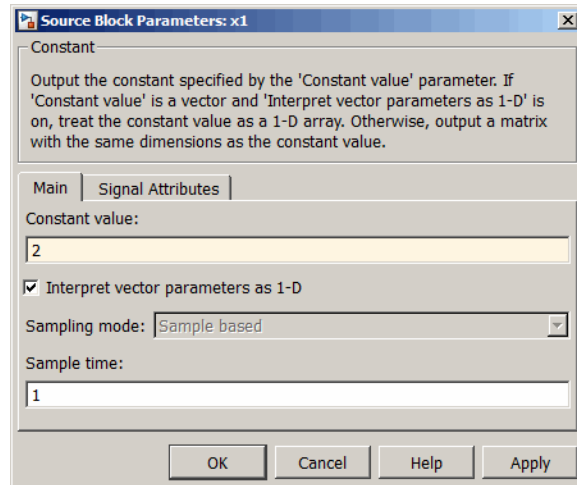 Source Block Parameters: x1
Constant
Output the constant specified by the 'Constant value' parameter. If
'Constant value' is a vector and 'Interpret vector parameters as 1-D' is
on, treat the constant value as a 1-D array. Otherwise, output a matrix
with the same dimensions as the constant value.
Main Signal Attributes
Constant value:
2
Interpret vector parameters as 1-D
Sampling mode: Sample based
Sample time:
1
OK Cancel Help Apply